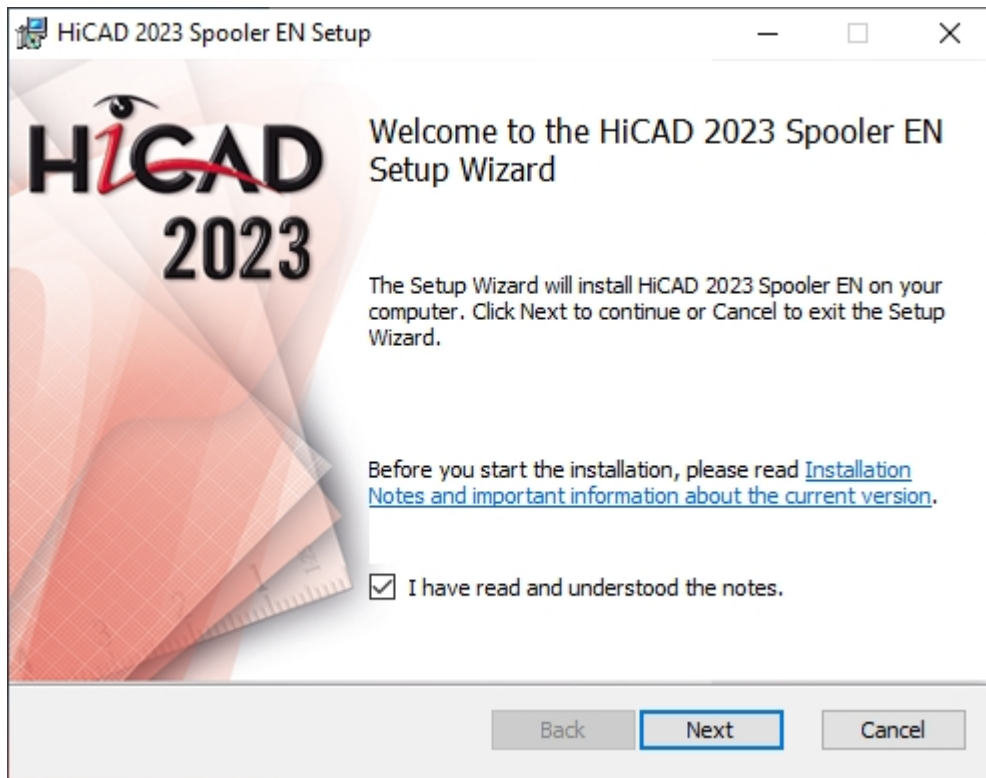 HiCAD 2023 Spooler EN Setup
HiCAD
2023
Welcome to the HiCAD 2023 Spooler EN
Setup Wizard
The Setup Wizard will install HiCAD 2023 Spooler EN on your
computer. Click Next to continue or Cancel to exit the Setup
Wizard.
Before you start the installation, please read Installation
Notes and important information about the current version.
I have read and understood the notes.
Back
Next
Cancel